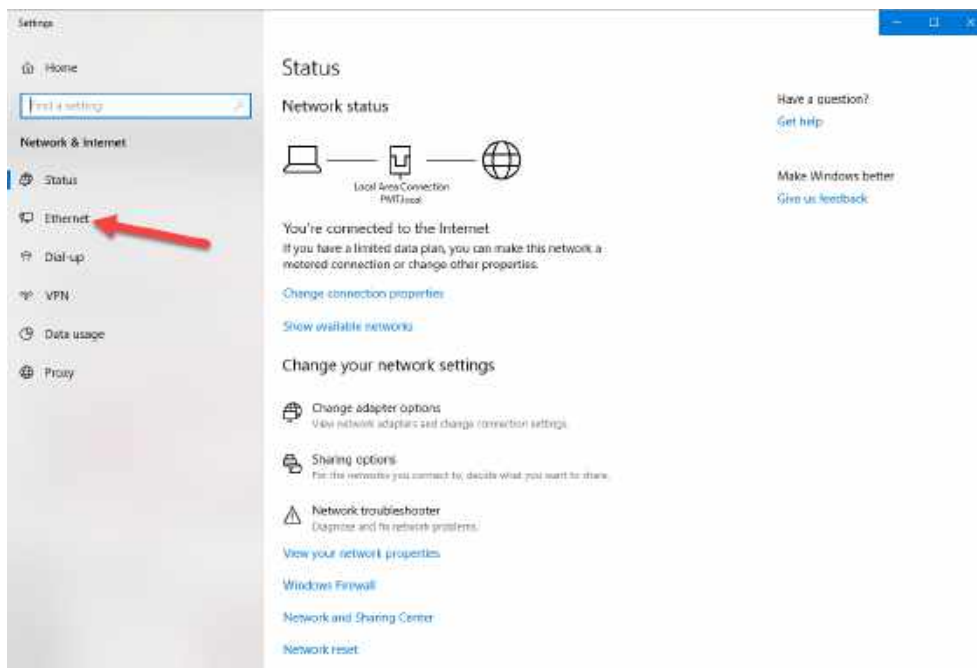 Settings
Home
Find a setting
Network & Internet
Status
Ethernet
Dial-up
VPN
Data usage
Proxy
Status
Network status
Local Area Connection
PMT.local
You're connected to the Internet
If you have a limited data plan, you can make this network a
metered connection or change other properties.
Change connection properties
Show available networks
Change your network settings
Change adapter options
View network adapters and change connection settings.
Sharing options
For the networks you connect to, decide what you want to share.
Network troubleshooter
Diagnose and fix network problems.
View your network properties
Windows Firewall
Network and Sharing Center
Network reset
Have a question?
Get help
Make Windows better
Give us feedback